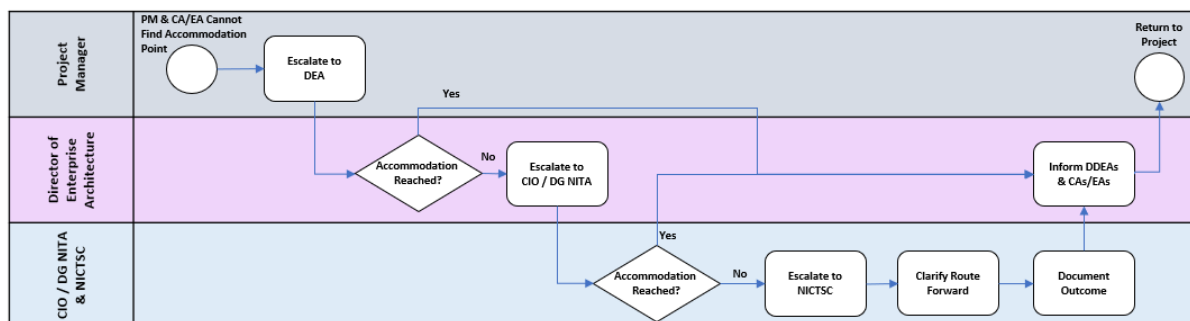 Project
Manager
PM & CA/EA Cannot
Find Accommodation
Point
Escalate to
DEA
Yes
Return to
Project
Director of
Enterprise
Architecture
Accommodation
Reached?
No
Escalate to
CIO / DG NITA
Inform DDEAs
& CAs/EAs
CIO / DG NITA
& NICTSC
Yes
Accommodation
Reached?
No
Escalate to
NICTSC
Clarify Route
Forward
Document
Outcome